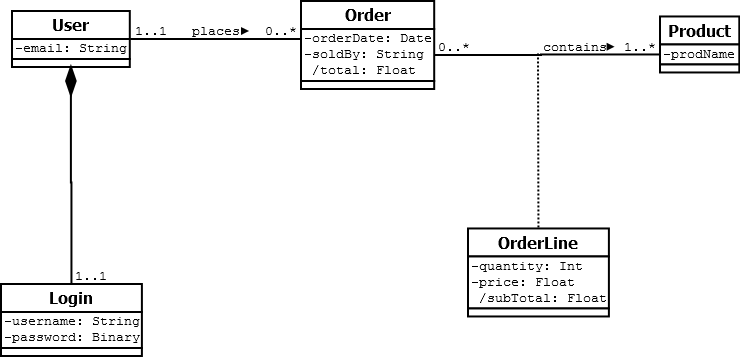 User
-email: String
1..1 places▶ 0..*
Order
-orderDate: Date
-soldBy: String
/total: Float
0..* contains▶ 1..*
Product
-prodName
OrderLine
-quantity: Int
-price: Float
/subTotal: Float
1..1
Login
-username: String
-password: Binary